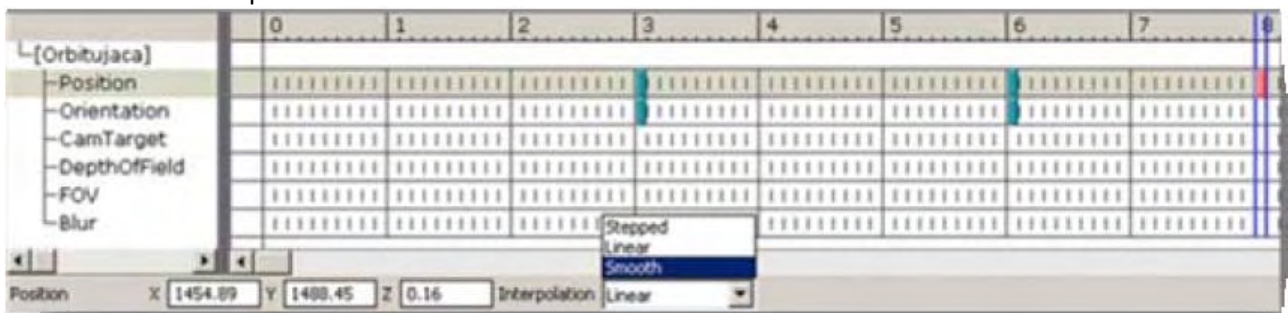 0 1 2 3 4 5 6 7 8
[Orbitujaca]
Position
Orientation
CamTarget
DepthOfField
FOV
Blur
Stepped
Linear
Smooth
Position X 1454.89 Y 1488.45 Z 0.16 Interpolation Linear